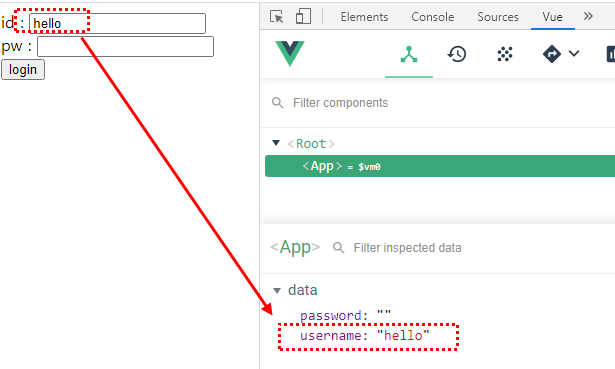 id : hello
pw :
login
Elements Console Sources Vue »
Filter components
<Root>
<App> = $vm0
<App> Filter inspected data
data
password: ""
username: "hello"